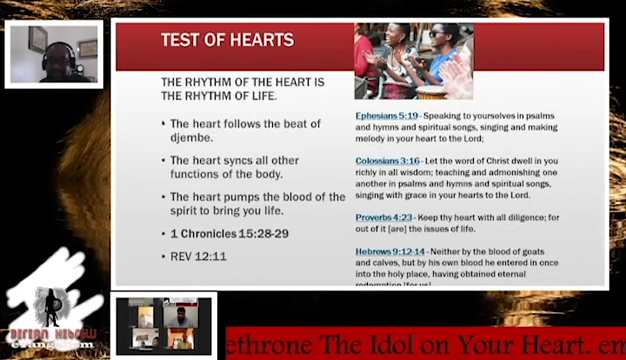 TEST OF HEARTS
THE RHYTHM OF THE HEART IS
THE RHYTHM OF LIFE.
• The heart follows the beat of
djembe.
• The heart syncs all other
functions of the body.
• The heart pumps the blood of the
spirit to bring you life.
• 1 Chronicles 15:28-29
• REV 12:11
Ephesians 5:19- Speaking to yourselves in psalms
and hymns and spiritual songs, singing and making
melody in your heart to the Lord;
Colossians 3:16- Let the word of Christ dwell in you
richly in all wisdom; teaching and admonishing one
another in psalms and hymns and spiritual songs,
singing with grace in your hearts to the Lord.
Proverbs 4:23- Keep thy heart with all diligence; for
out of it [are] the issues of life.
Hebrews 9:12-14- Neither by the blood of goats
and calves, but by his own blood he entered in once
into the holy place, having obtained eternal
redemption [for us]
ethrone The Idol on Your Heart. em